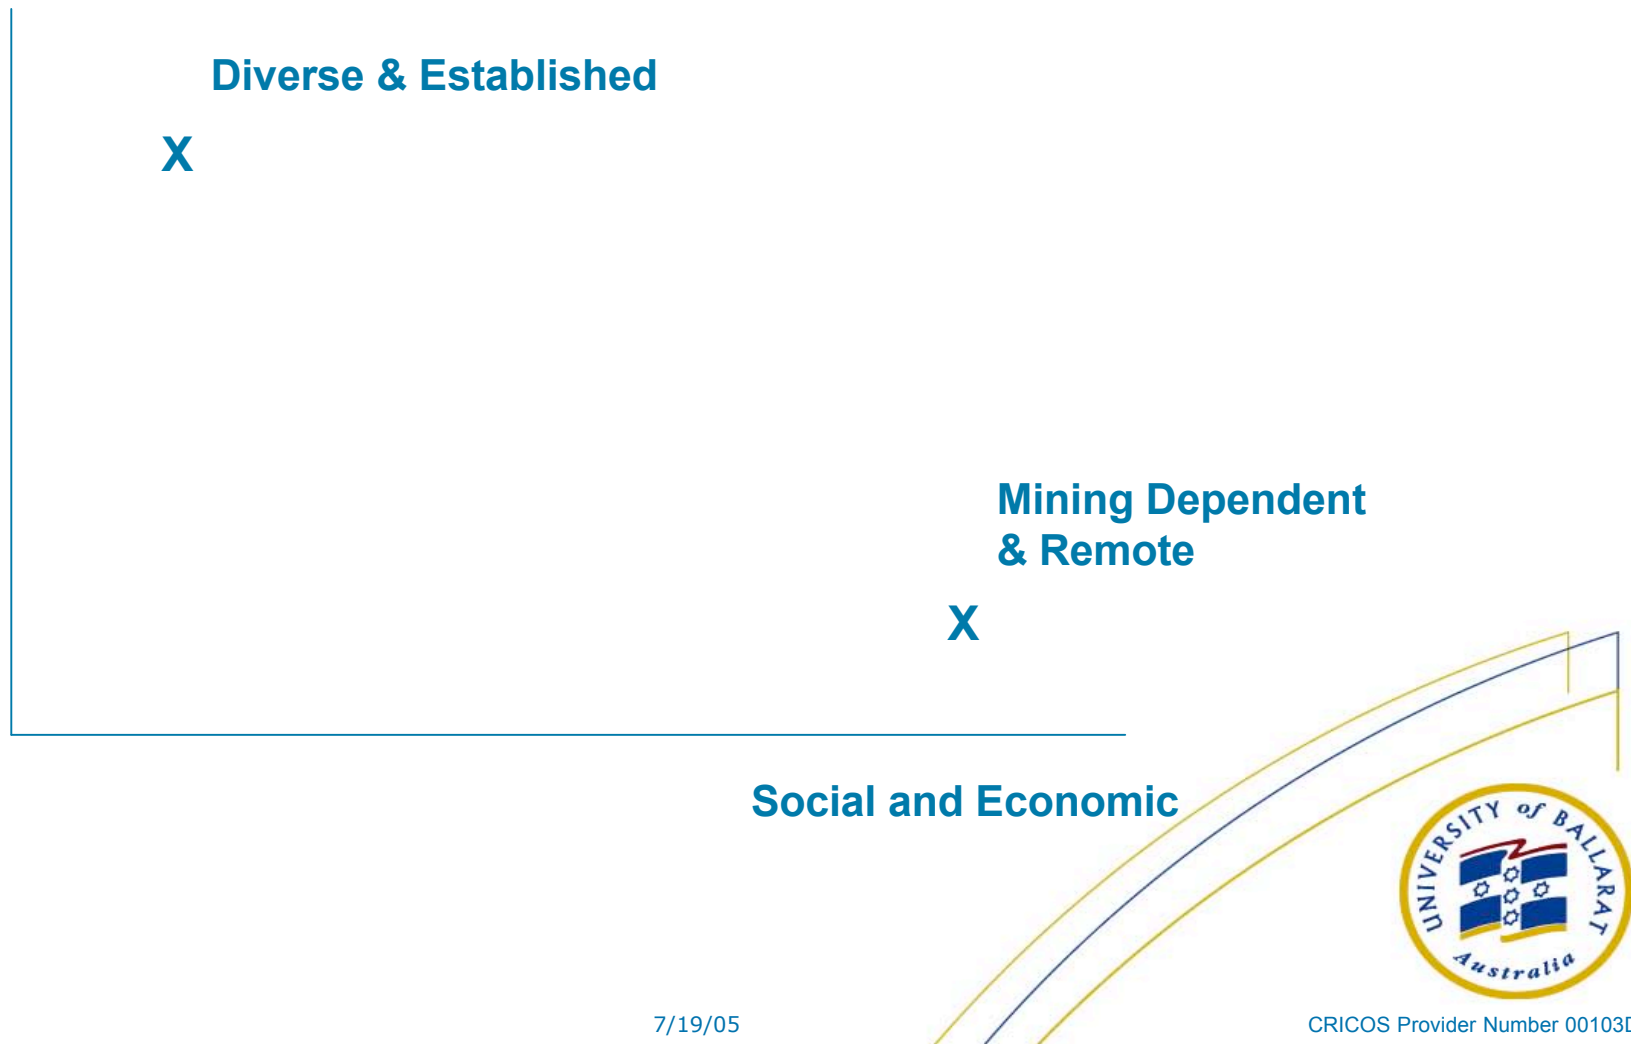 Diverse & Established
X
Mining Dependent
& Remote
X
Social and Economic
UNIVERSITY of BALLARAT
Australia
7/19/05
CRICOS Provider Number 00103D